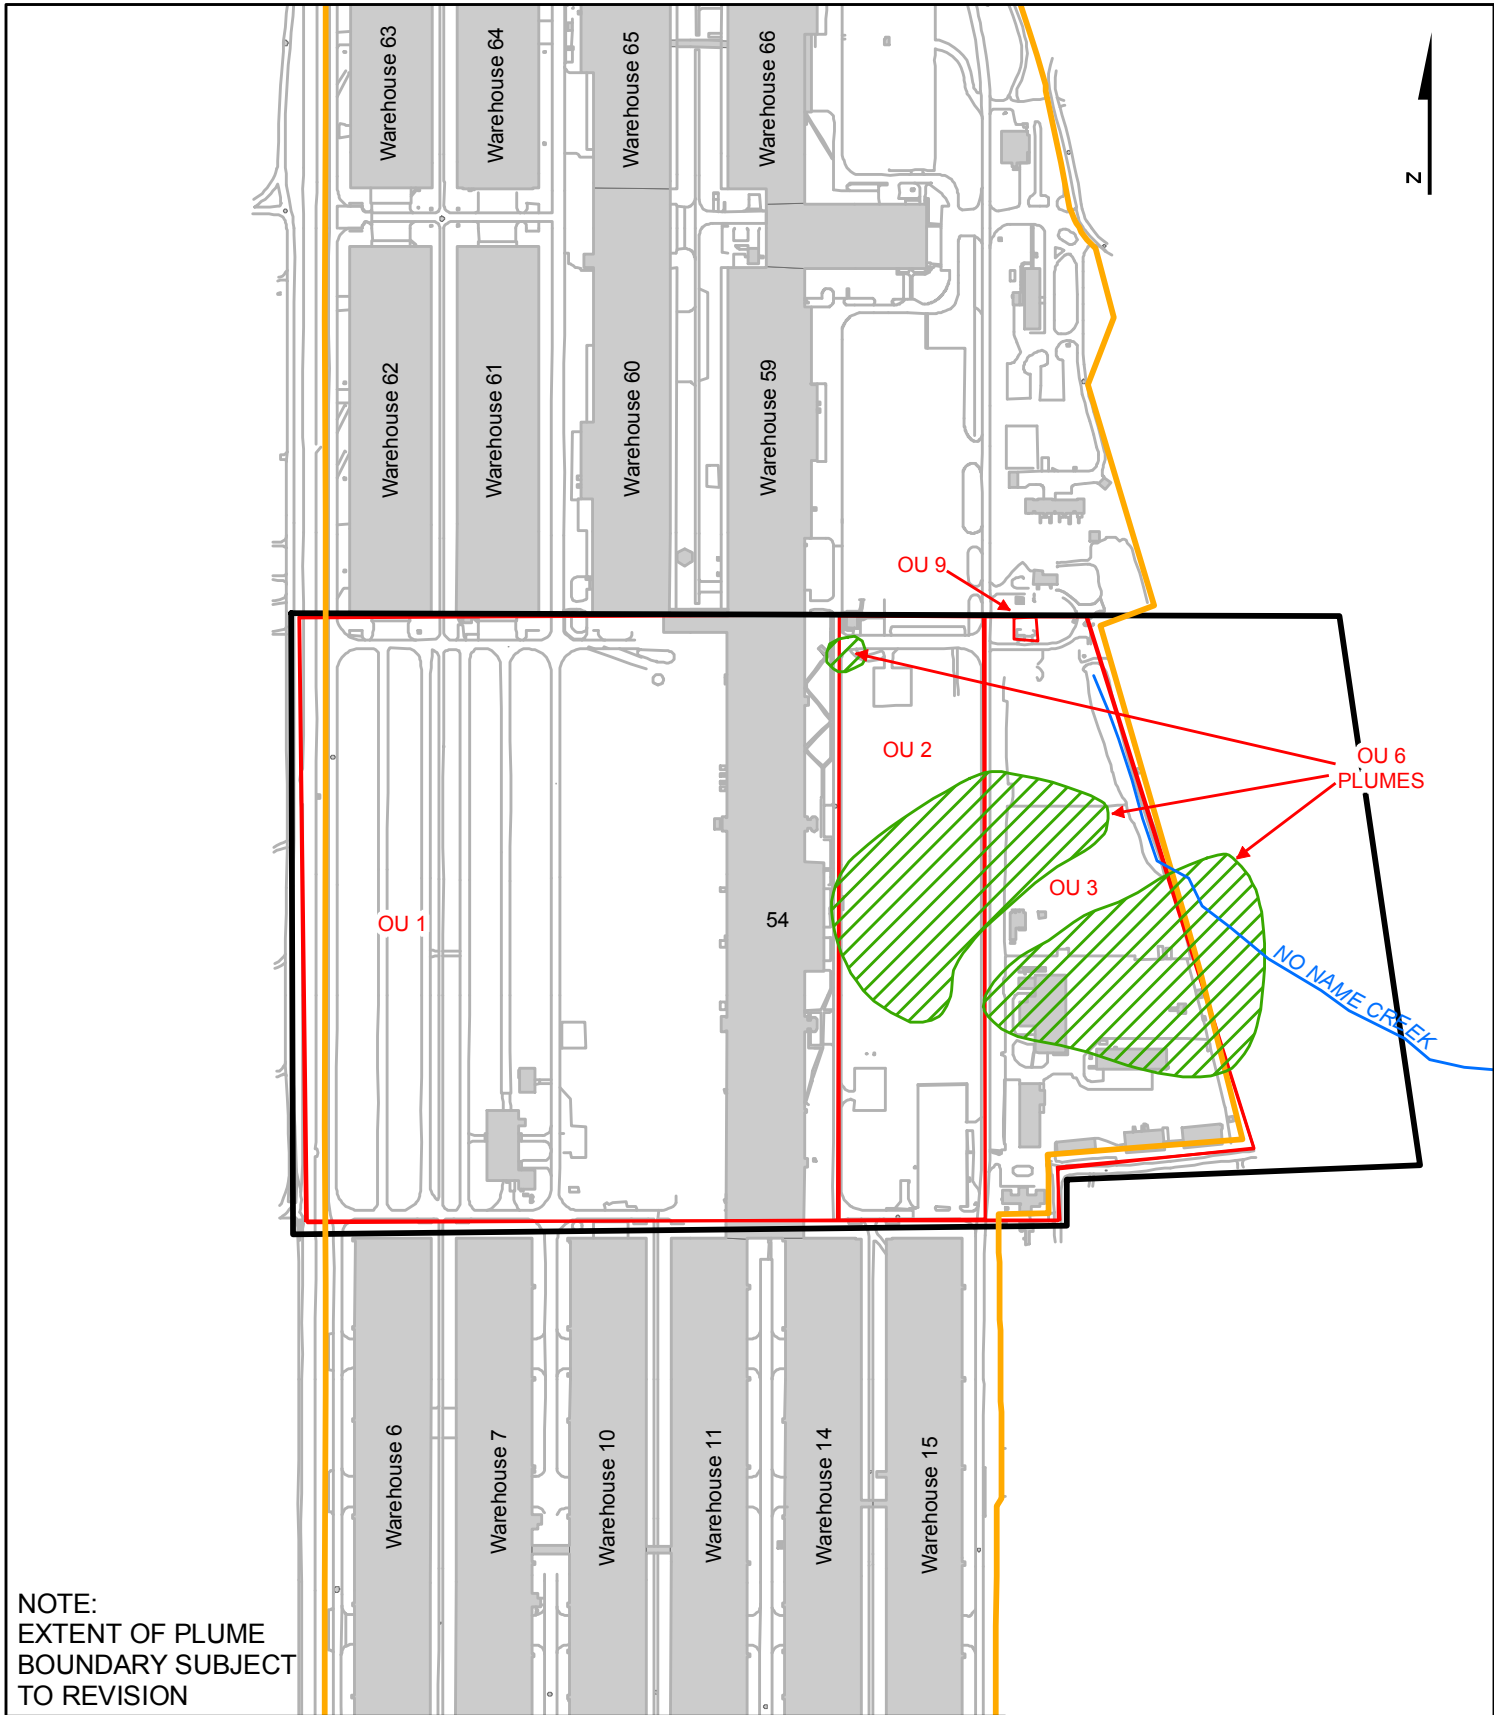 Warehouse 63
Warehouse 64
Warehouse 65
Warehouse 66
N
Warehouse 62
Warehouse 61
Warehouse 60
Warehouse 59
OU 9
OU 2
OU 6
PLUMES
OU 3
OU 1
54
NO NAME CREEK
Warehouse 6
Warehouse 7
Warehouse 10
Warehouse 11
Warehouse 14
Warehouse 15
NOTE:
EXTENT OF PLUME
BOUNDARY SUBJECT
TO REVISION